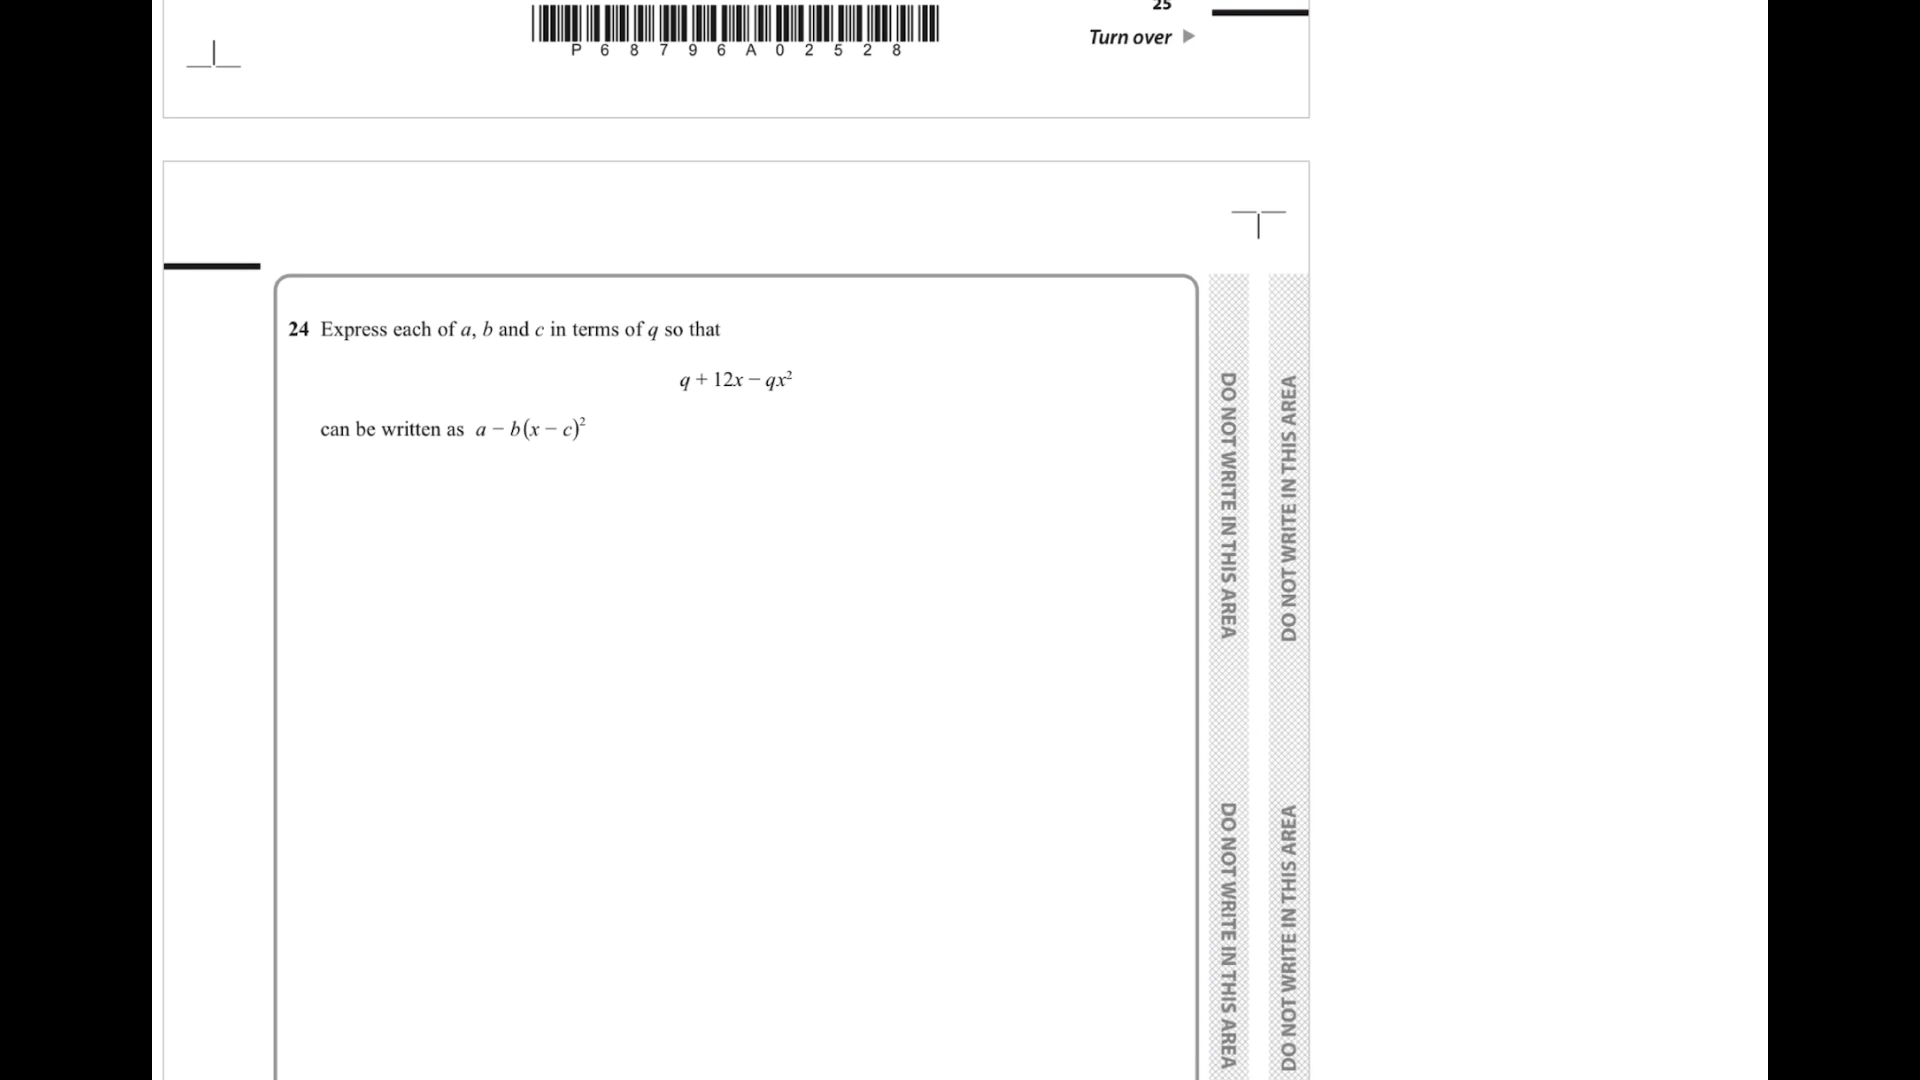 25
Turn over
P 6 8 7 9 6 A 0 2 5 2 8
24 Express each of a, b and c in terms of q so that
q + 12x − qx²
can be written as a − b(x − c)²
DO NOT WRITE IN THIS AREA
DO NOT WRITE IN THIS AREA
DO NOT WRITE IN THIS AREA
DO NOT WRITE IN THIS AREA